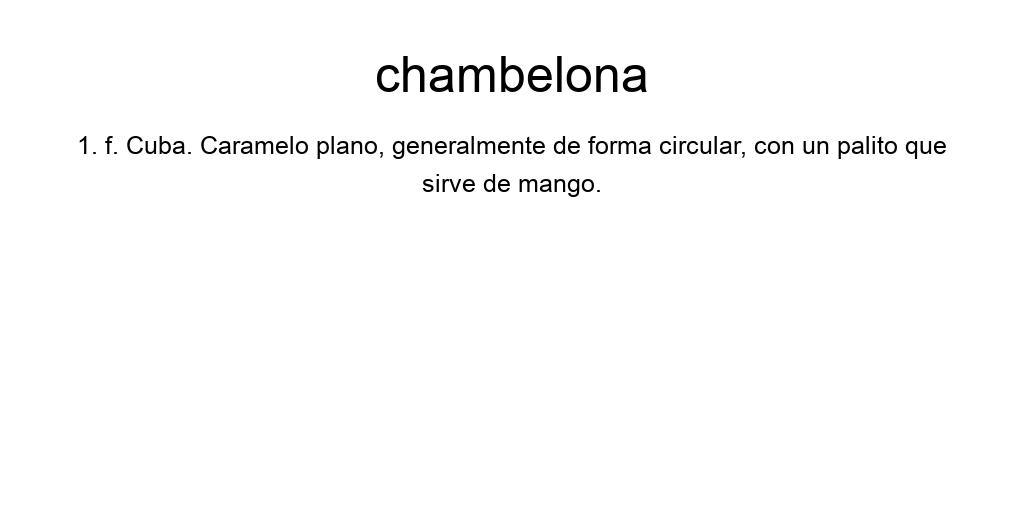 chambelona
1. f. Cuba. Caramelo plano, generalmente de forma circular, con un palito que
sirve de mango.